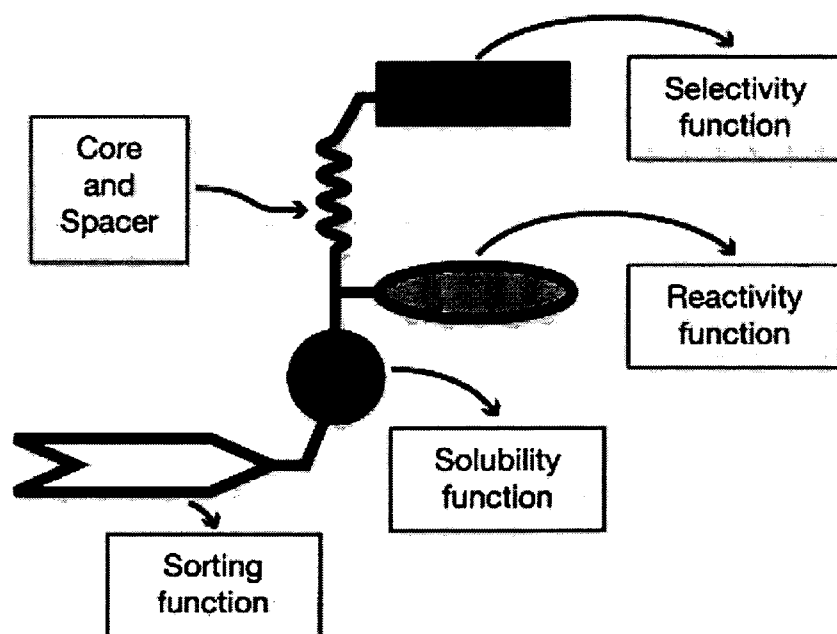 Selectivity
function
Core
and
Spacer
Reactivity
function
Solubility
function
Sorting
function